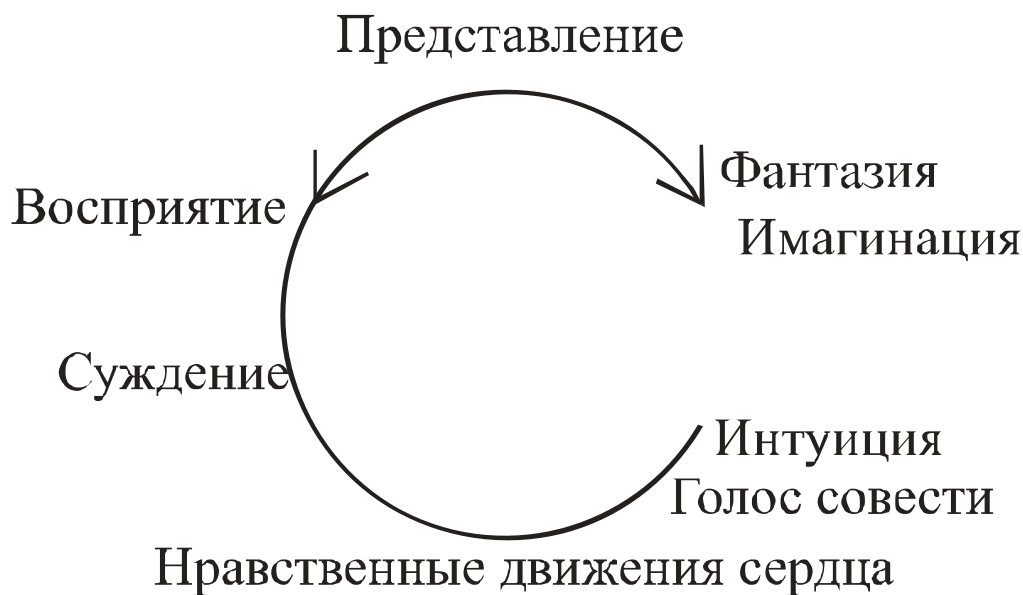 Представление
Фантазия
Имагинация
Восприятие
Суждение
Интуиция
Голос совести
Нравственные движения сердца